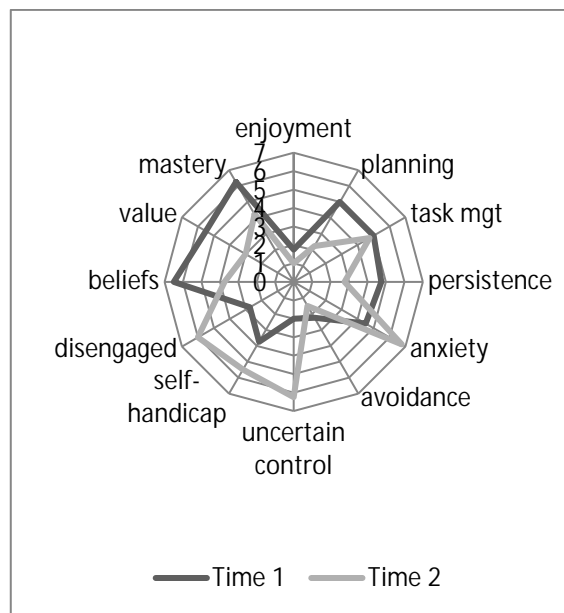 enjoyment
7
mastery
planning
6
5
value
task mgt
4
3
2
1
beliefs
0
persistence
disengaged
anxiety
self-
handicap
avoidance
uncertain
control
Time 1
Time 2